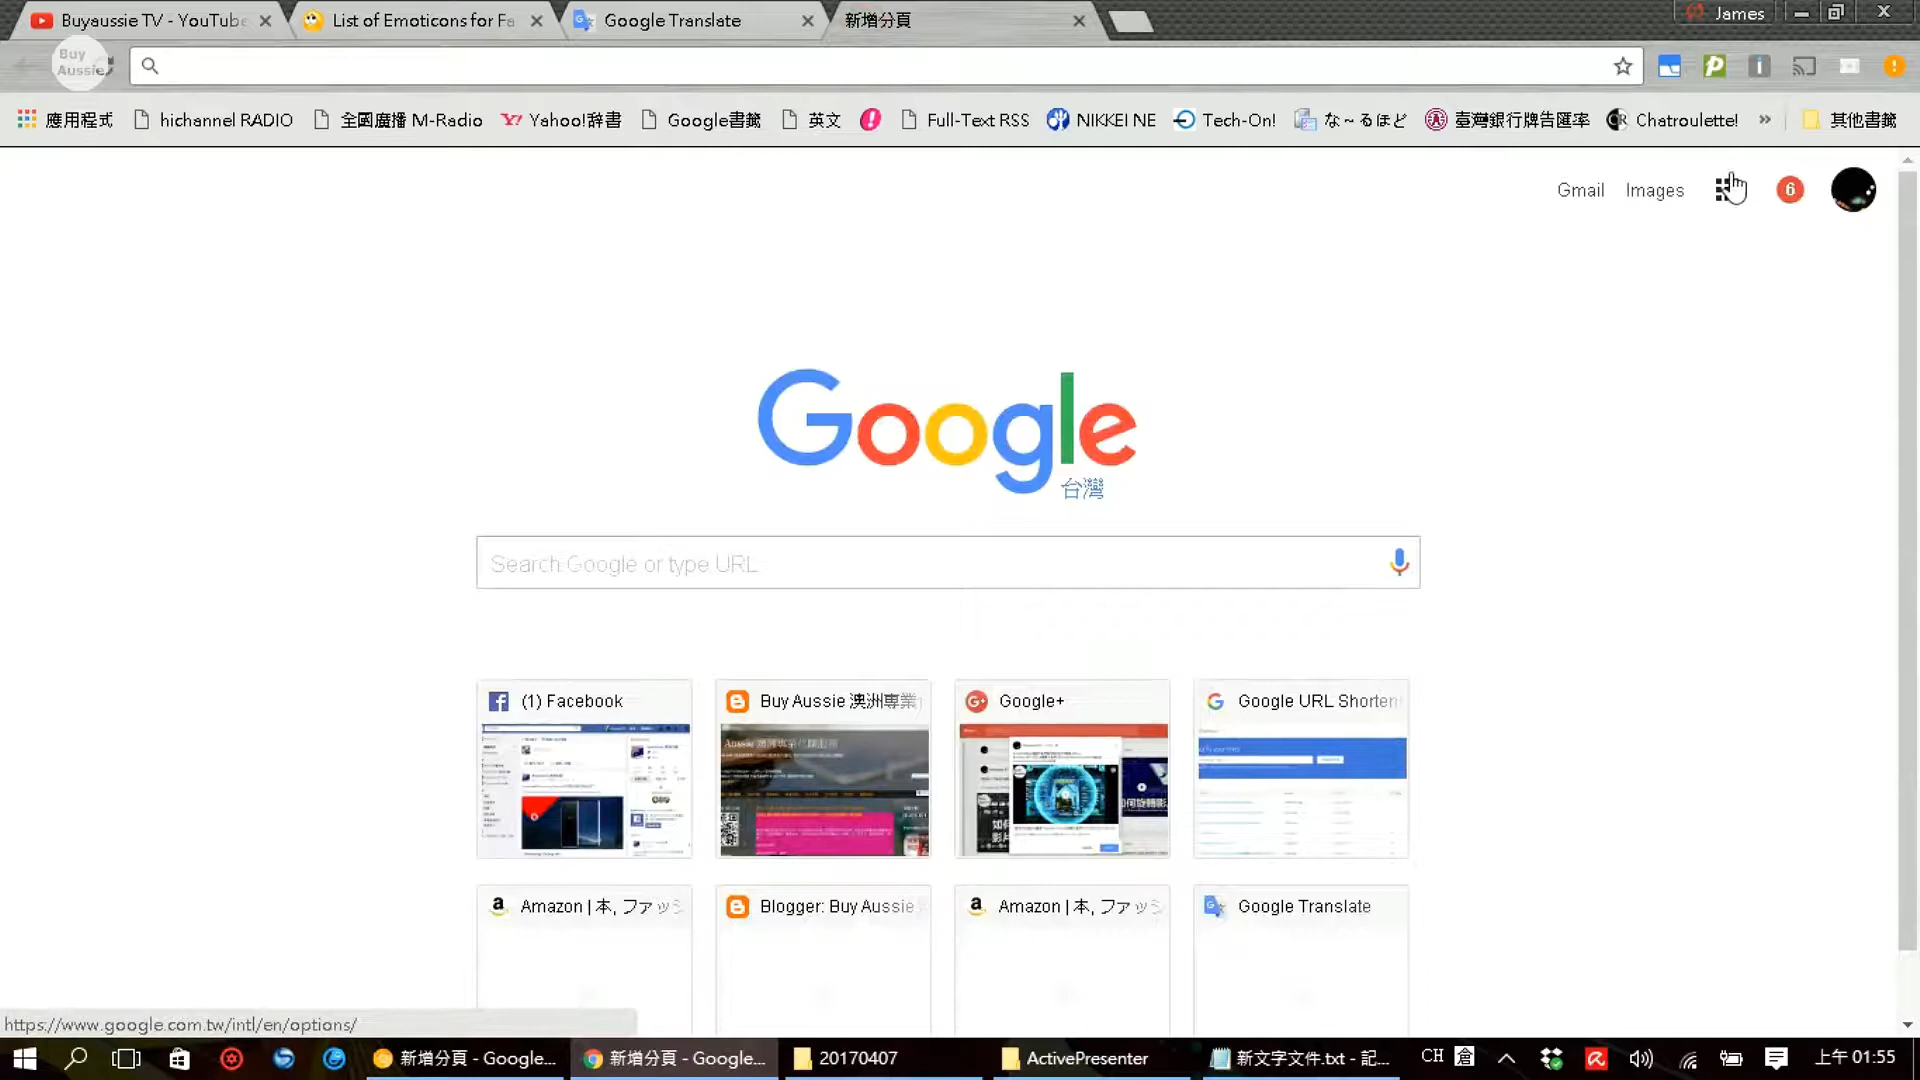 Buyaussie TV - YouTube
List of Emoticons for Fa
Google Translate
新增分頁
James
Buy
Aussie
應用程式
hichannel RADIO
全國廣播 M-Radio
Yahoo!辞書
Google書籤
英文
Full-Text RSS
NIKKEI NE
Tech-On!
な～るほど
臺灣銀行牌告匯率
Chatroulette!
»
其他書籤
Gmail
Images
6
Google
台灣
Search Google or type URL
(1) Facebook
Buy Aussie 澳洲專業
Google+
Google URL Shorten
Amazon | 本, ファッシ
Blogger: Buy Aussie
Amazon | 本, ファッシ
Google Translate
https://www.google.com.tw/intl/en/options/
新增分頁 - Google...
新增分頁 - Google...
20170407
ActivePresenter
新文字文件.txt - 記...
CH
倉
上午 01:55